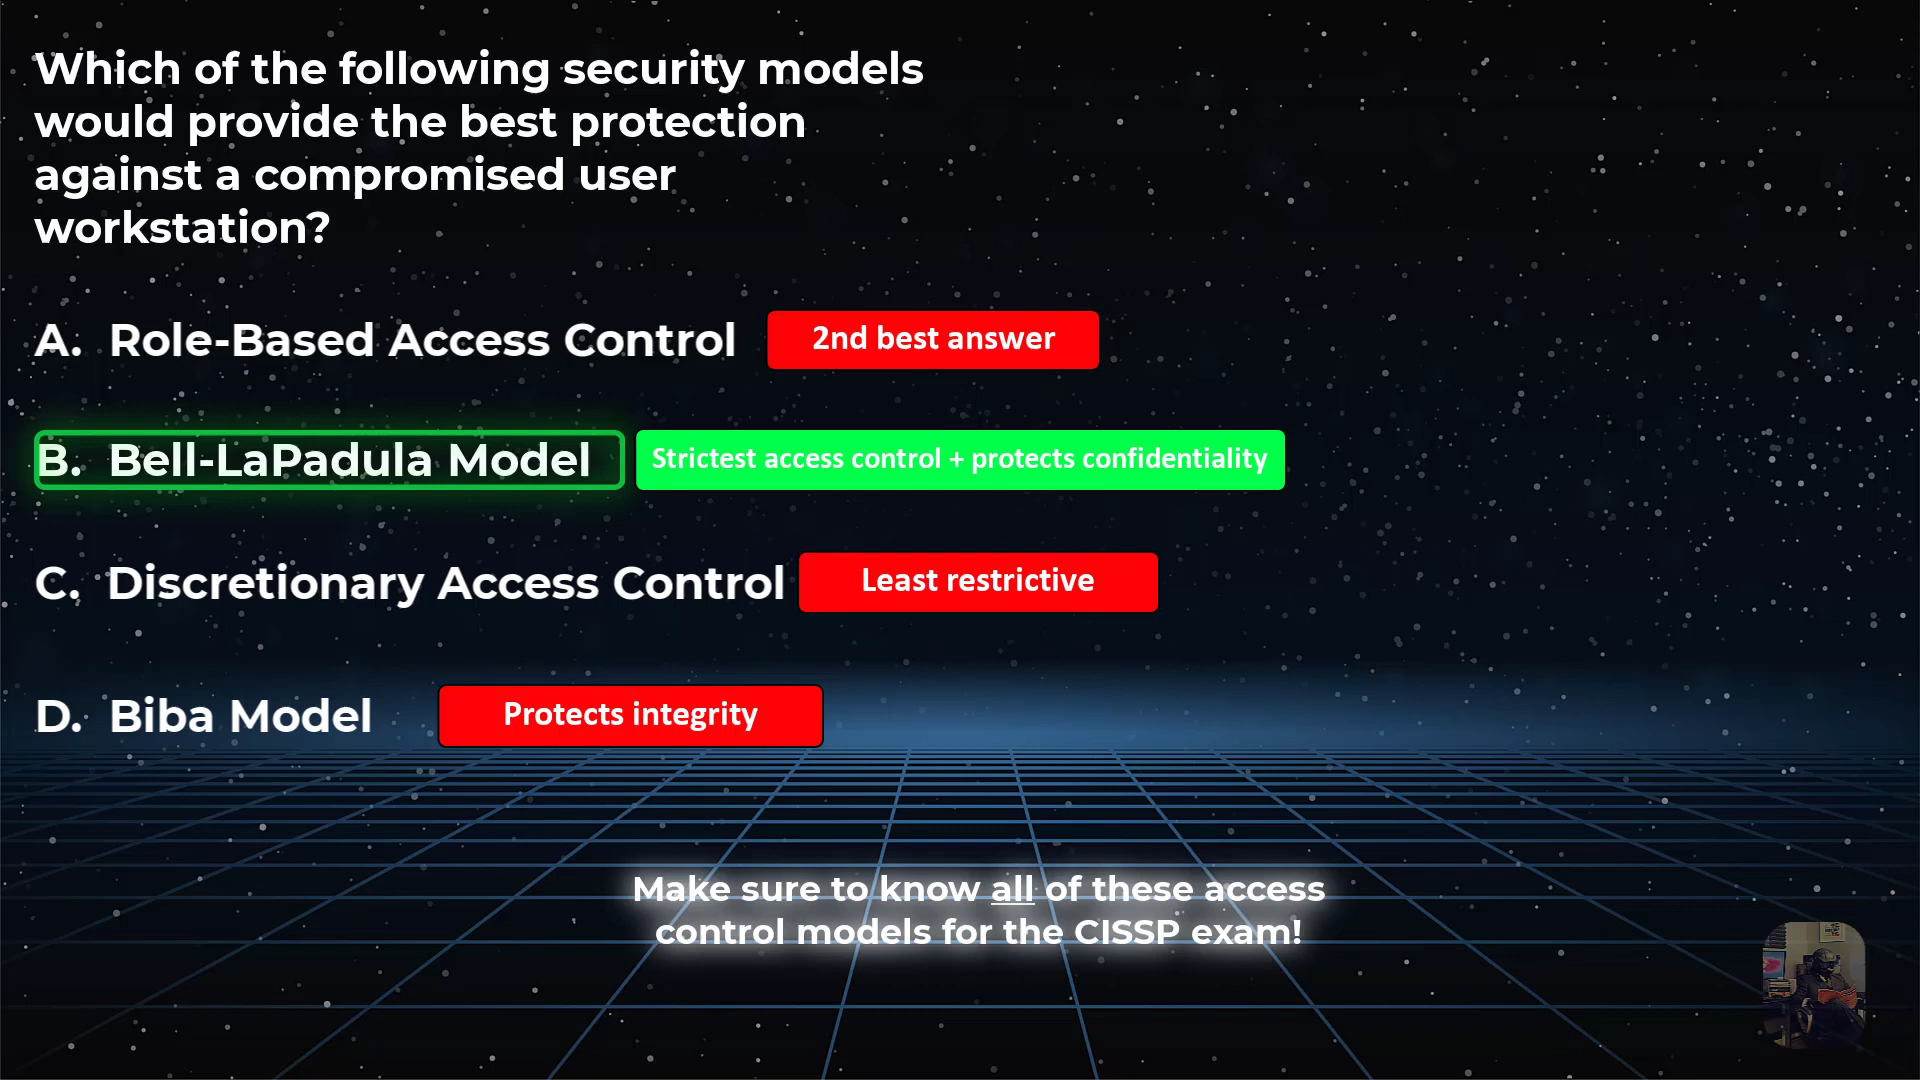 Which of the following security models
would provide the best protection
against a compromised user
workstation?
A. Role-Based Access Control 2nd best answer
B. Bell-LaPadula Model Strictest access control + protects confidentiality
C. Discretionary Access Control Least restrictive
D. Biba Model Protects integrity
Make sure to know all of these access
control models for the CISSP exam!